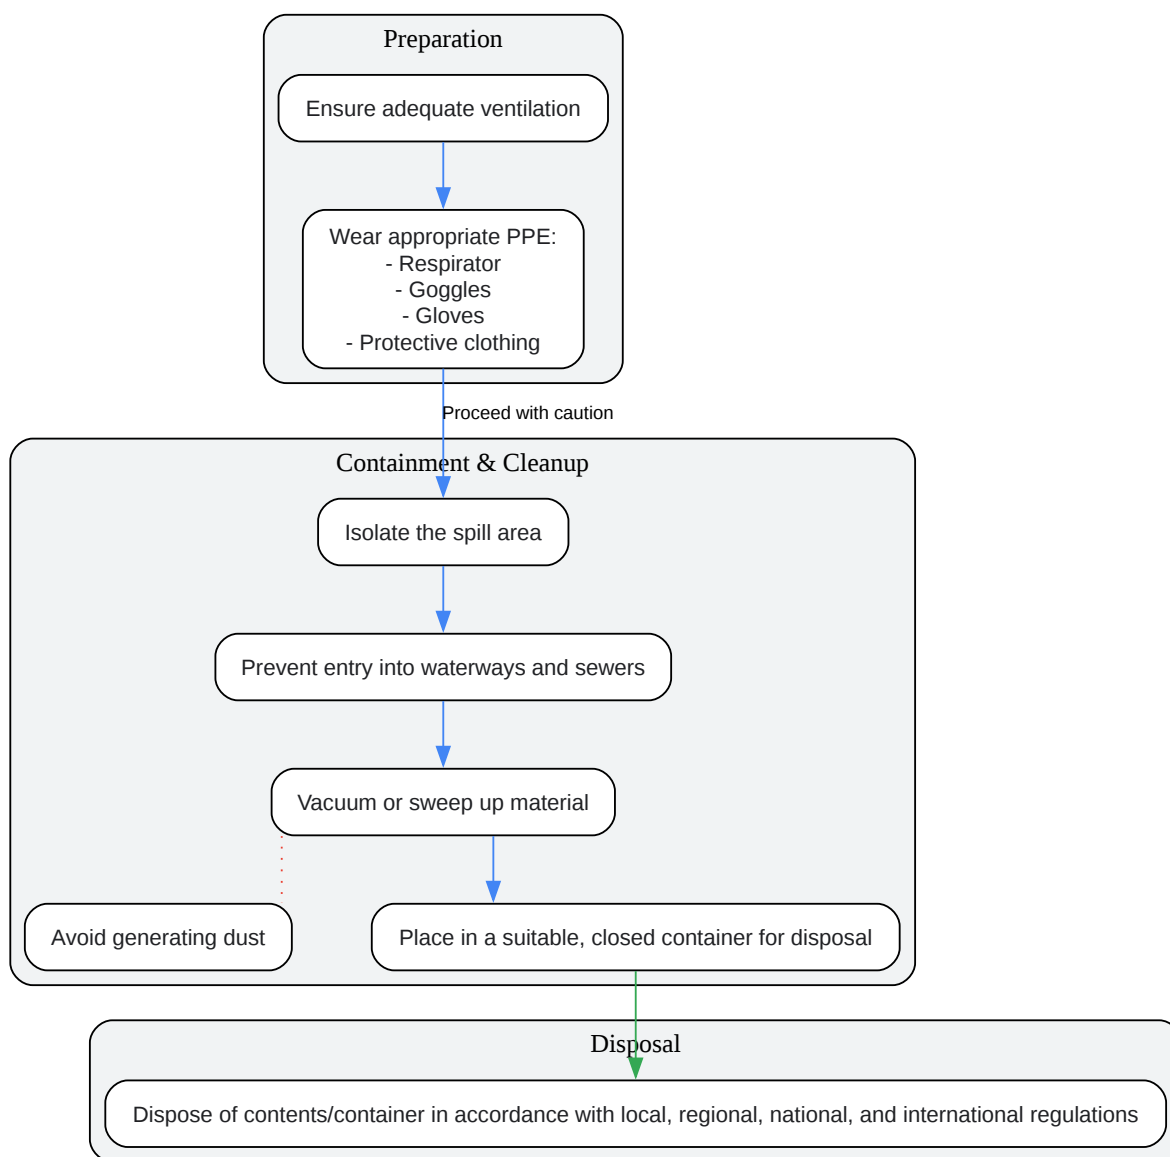 Preparation
Ensure adequate ventilation
Wear appropriate PPE:
- Respirator
- Goggles
- Gloves
- Protective clothing
Proceed with caution
Containment & Cleanup
Isolate the spill area
Prevent entry into waterways and sewers
Vacuum or sweep up material
Avoid generating dust
Place in a suitable, closed container for disposal
Disposal
Dispose of contents/container in accordance with local, regional, national, and international regulations